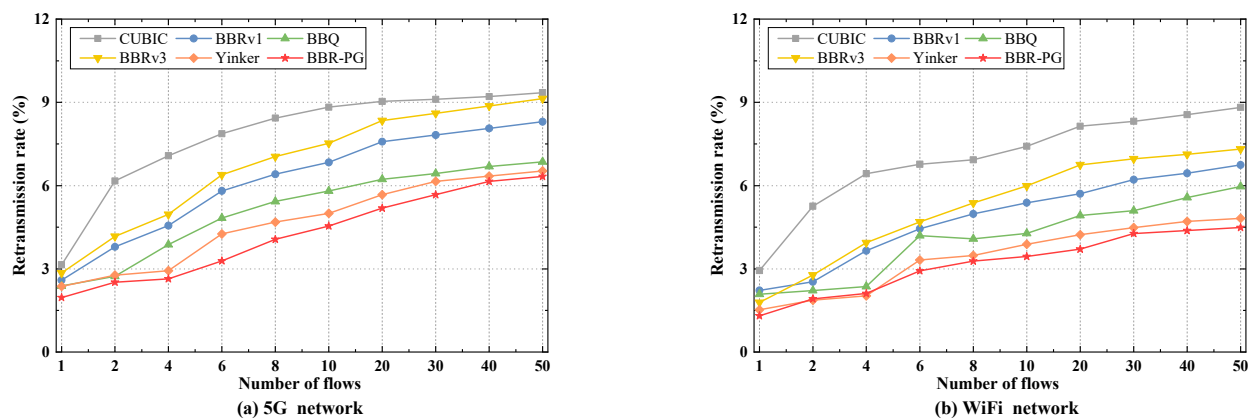 12
9
6
3
0
Retransmission rate (%)
CUBIC BBRv1 BBQ
BBRv3 Yinker BBR-PG
1 2 4 6 8 10 20 30 40 50
Number of flows
(a) 5G network
12
9
6
3
0
Retransmission rate (%)
CUBIC BBRv1 BBQ
BBRv3 Yinker BBR-PG
1 2 4 6 8 10 20 30 40 50
Number of flows
(b) WiFi network